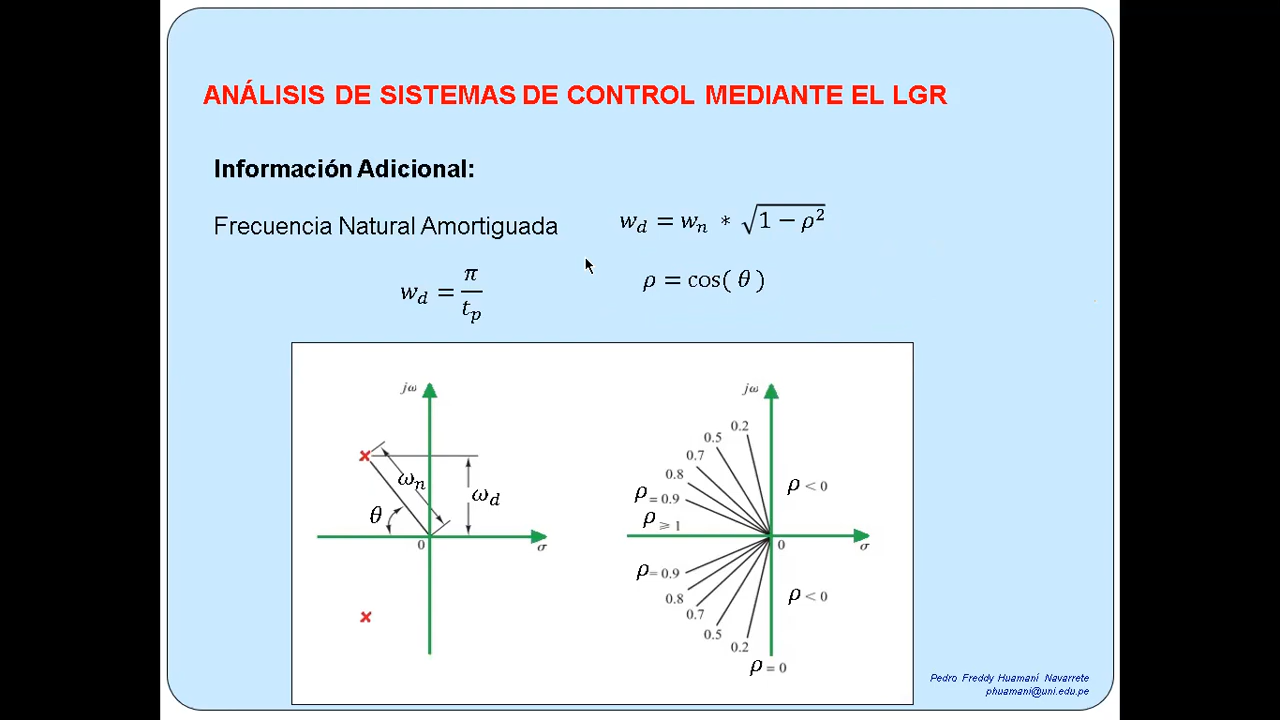 ANÁLISIS DE SISTEMAS DE CONTROL MEDIANTE EL LGR
Información Adicional:
Frecuencia Natural Amortiguada w_d = w_n * √(1 − ρ²)
w_d = π / t_p
ρ = cos( θ )
jω
ω_n
ω_d
θ
0
σ
jω
0.2
0.5
0.7
0.8
ρ = 0.9
ρ ⩾ 1
ρ < 0
0
σ
ρ = 0.9
0.8
0.7
0.5
0.2
ρ < 0
ρ = 0
Pedro Freddy Huamaní Navarrete
phuamani@uni.edu.pe